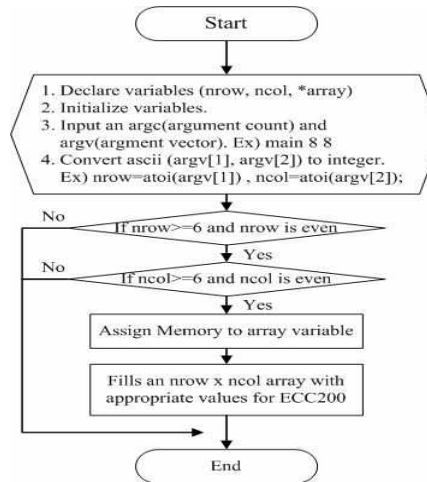 Start
1. Declare variables (nrow, ncol, *array)
2. Initialize variables.
3. Input an argc(argument count) and
argv(argment vector). Ex) main 8 8
4. Convert ascii (argv[1], argv[2]) to integer.
Ex) nrow=atoi(argv[1]) , ncol=atoi(argv[2]);
No
If nrow>=6 and nrow is even
Yes
No
If ncol>=6 and ncol is even
Yes
Assign Memory to array variable
Fills an nrow x ncol array with
appropriate values for ECC200
End